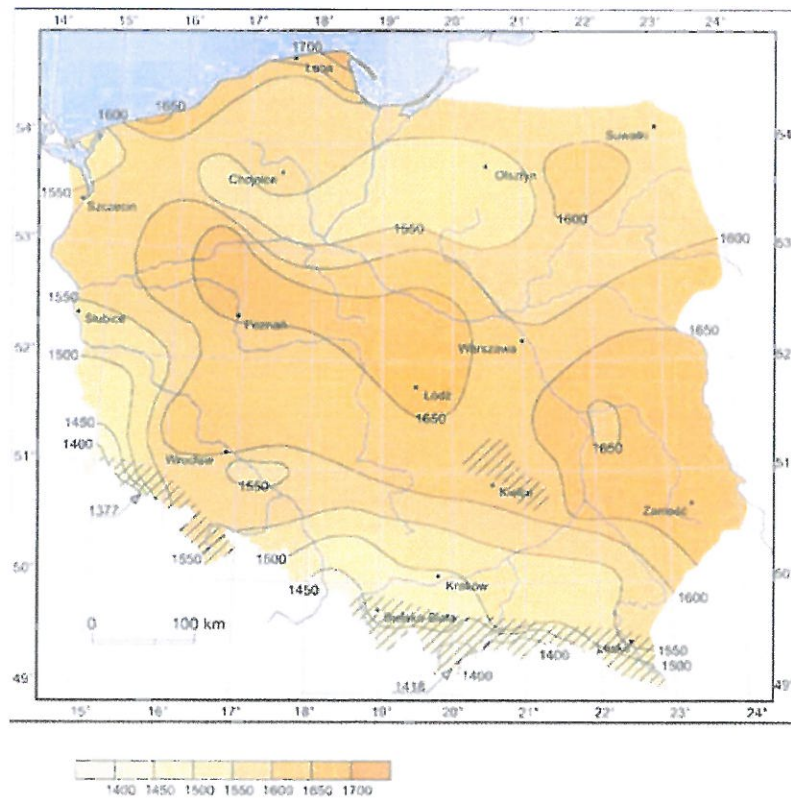 14° 15° 16° 17° 18° 19° 20° 21° 22° 23°
1700
Łeba
1650
1600
54° 54°
Suwałki
Chojnice
Olsztyn
1550
Szczecin
1600
1550
53° 53°
1600
1550
Słubice
Poznań
1650
1500
Warszawa
52° 52°
Łódź
1650
1450
1400
1650
51° 51°
Wrocław
1550
Kielce
1377
Zamość
1550
1500
50° 50°
Kraków
1450
1600
0 100 km
Bielsko-Biała
Lesko
1550
1400
1500
1400
1418
49° 49°
15° 16° 17° 18° 19° 20° 21° 22° 23° 24°
1400 1450 1500 1550 1600 1650 1700